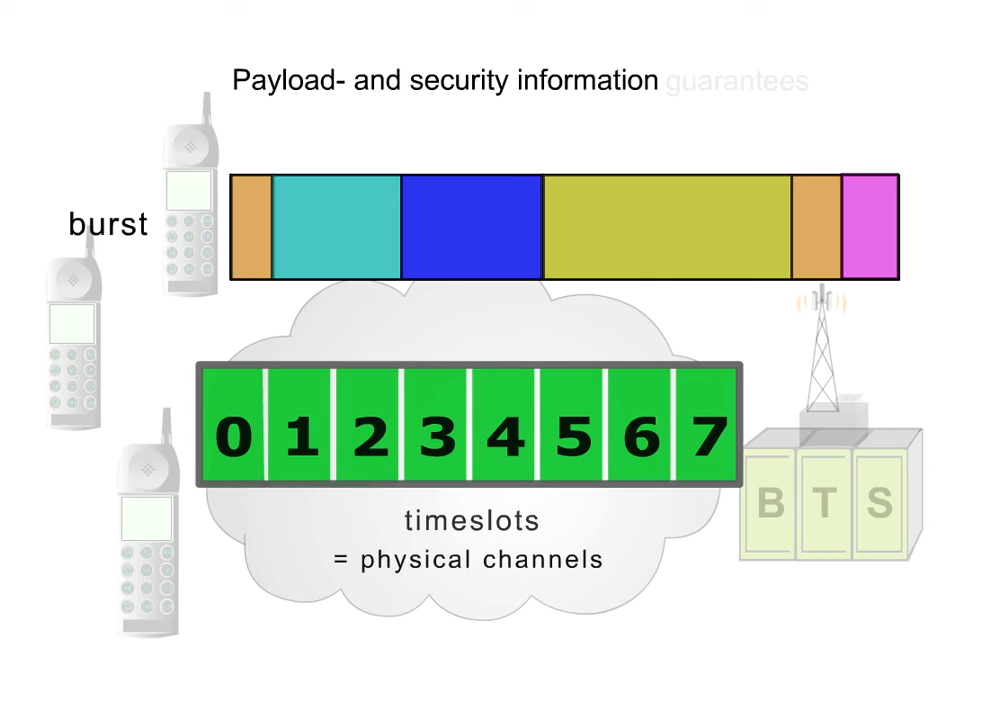 Payload- and security information guarantees
burst
0 1 2 3 4 5 6 7
timeslots
= physical channels
B T S